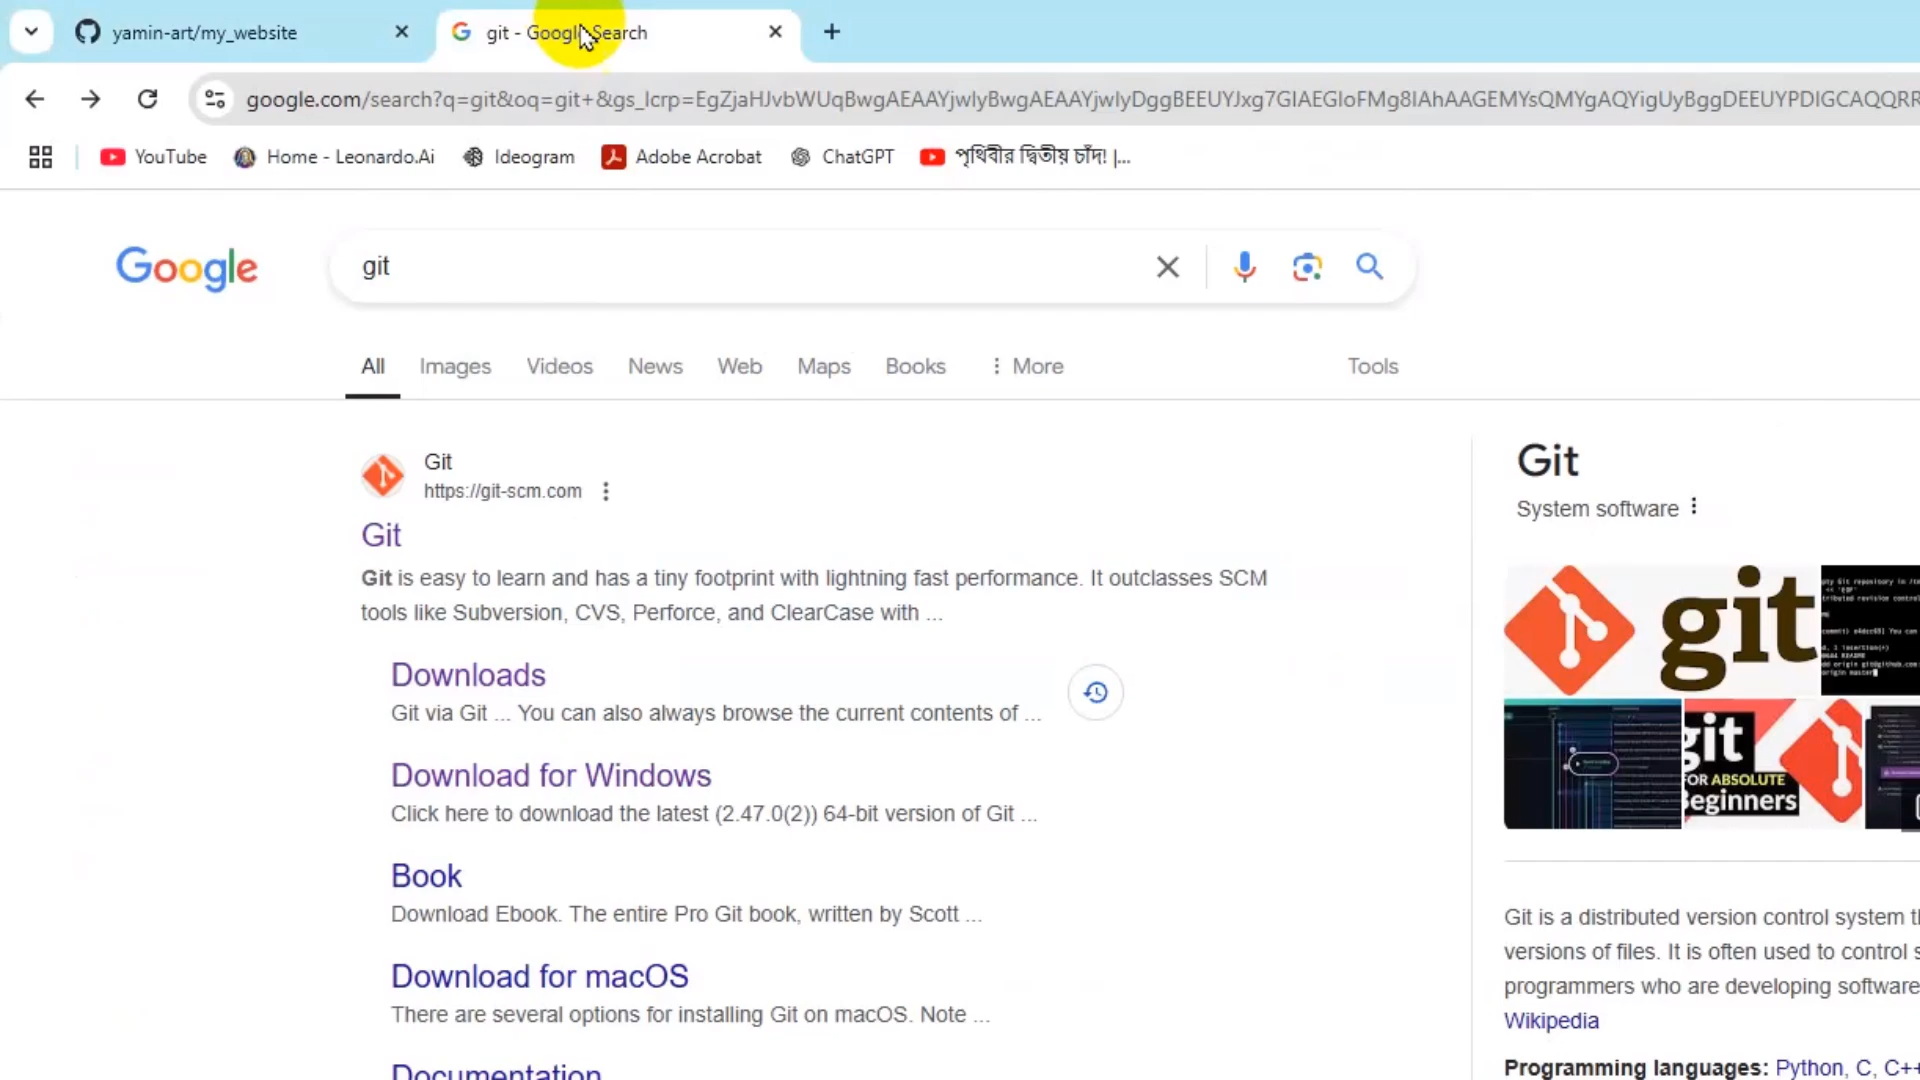 yamin-art/my_website
git - Google Search
google.com/search?q=git&oq=git+&gs_lcrp=EgZjaHJvbWUqBwgAEAAYjwIyBwgAEAAYjwIyDggBEEUYJxg7GIAEGIoFMg8IAhAAGEMYsQMYgAQYigUyBggDEEUYPDIGCAQQRR
YouTube
Home - Leonardo.Ai
Ideogram
Adobe Acrobat
ChatGPT
পৃথিবীর দ্বিতীয় চাঁদ! |...
Google
git
All Images Videos News Web Maps Books More Tools
Git
https://git-scm.com
Git
Git is easy to learn and has a tiny footprint with lightning fast performance. It outclasses SCM
tools like Subversion, CVS, Perforce, and ClearCase with ...
Downloads
Git via Git ... You can also always browse the current contents of ...
Download for Windows
Click here to download the latest (2.47.0(2)) 64-bit version of Git ...
Book
Download Ebook. The entire Pro Git book, written by Scott ...
Download for macOS
There are several options for installing Git on macOS. Note ...
Documentation
Git
System software
git
git
FOR ABSOLUTE
Beginners
Git is a distributed version control system
versions of files. It is often used to control
programmers who are developing software
Wikipedia
Programming languages: Python, C, C++